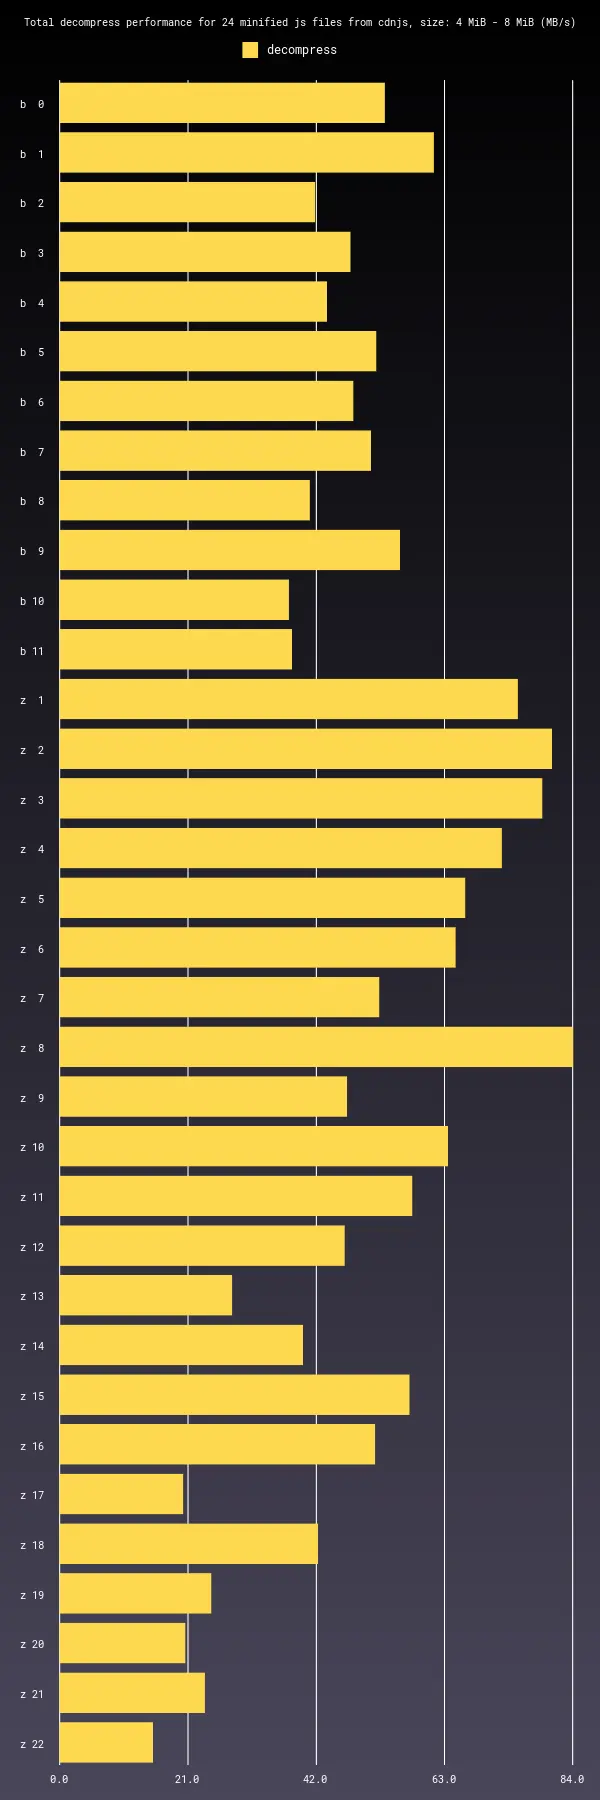 Total decompress performance for 24 minified js files from cdnjs, size: 4 MiB - 8 MiB (MB/s)
decompress
b 0
b 1
b 2
b 3
b 4
b 5
b 6
b 7
b 8
b 9
b 10
b 11
z 1
z 2
z 3
z 4
z 5
z 6
z 7
z 8
z 9
z 10
z 11
z 12
z 13
z 14
z 15
z 16
z 17
z 18
z 19
z 20
z 21
z 22
0.0 21.0 42.0 63.0 84.0